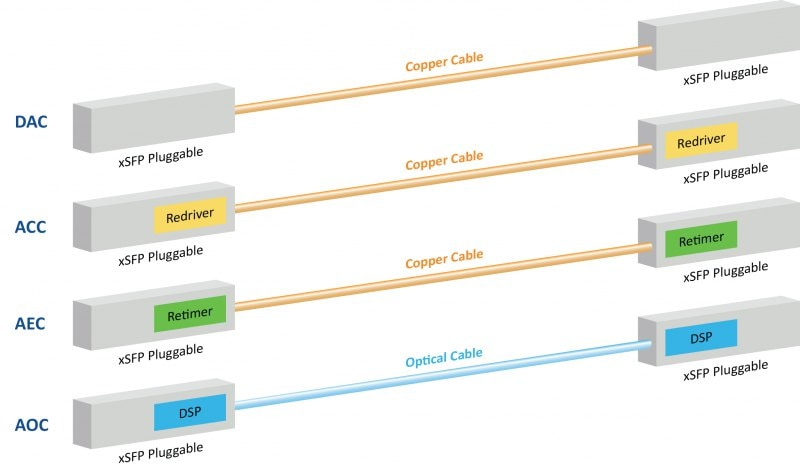 Copper Cable
xSFP Pluggable
DAC
xSFP Pluggable
Copper Cable
Redriver
xSFP Pluggable
ACC
Redriver
xSFP Pluggable
Copper Cable
Retimer
xSFP Pluggable
AEC
Retimer
xSFP Pluggable
Optical Cable
DSP
xSFP Pluggable
AOC
DSP
xSFP Pluggable